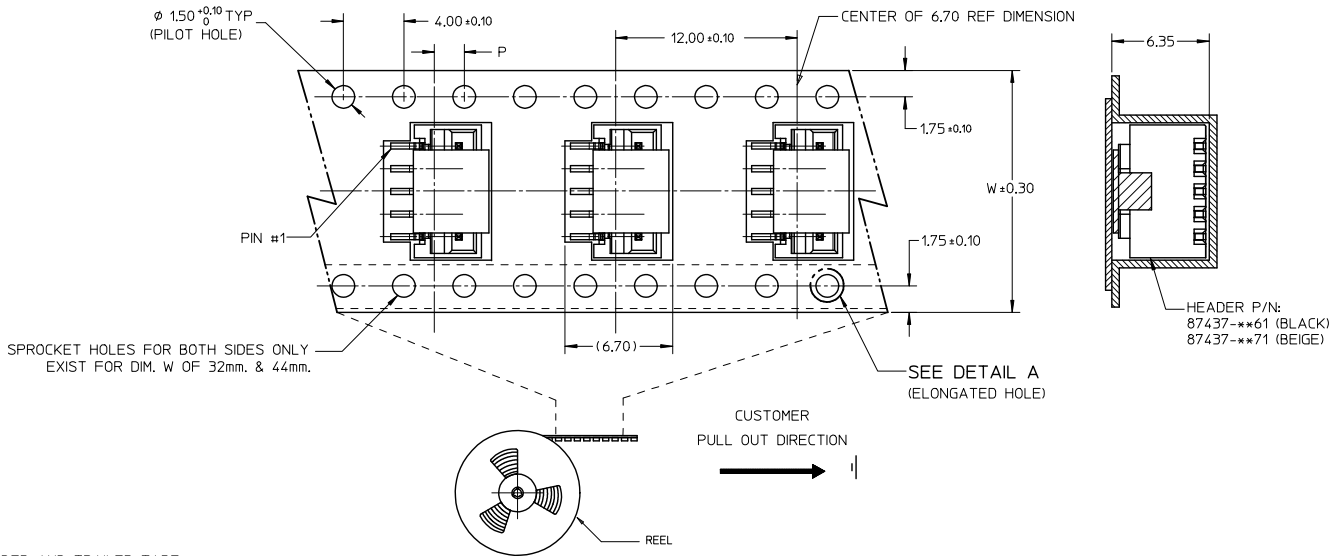 ø 1.50 +0.10 0 TYP
(PILOT HOLE)
4.00 ±0.10
P
12.00 ±0.10
CENTER OF 6.70 REF DIMENSION
6.35
1.75 ±0.10
W ±0.30
PIN #1
1.75 ±0.10
HEADER P/N:
87437-**61 (BLACK)
87437-**71 (BEIGE)
SPROCKET HOLES FOR BOTH SIDES ONLY
EXIST FOR DIM. W OF 32mm. & 44mm.
(6.70)
SEE DETAIL A
(ELONGATED HOLE)
CUSTOMER
PULL OUT DIRECTION
REEL